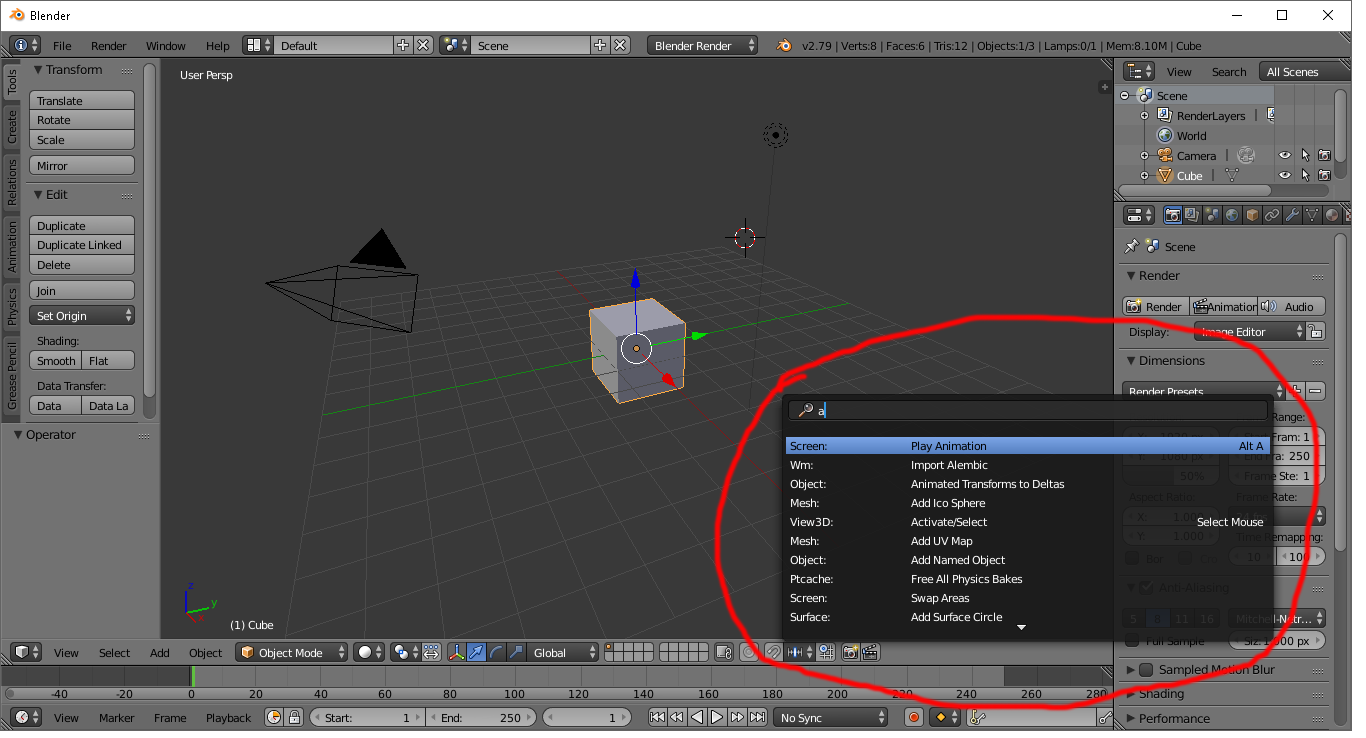 Blender
File Render Window Help Default Scene Blender Render v2.79 | Verts:8 | Faces:6 | Tris:12 | Objects:1/3 | Lamps:0/1 | Mem:8.10M | Cube
Tools
Create
Relations
Animation
Physics
Grease Pencil
Transform
Translate
Rotate
Scale
Mirror
Edit
Duplicate
Duplicate Linked
Delete
Join
Set Origin
Shading:
Smooth Flat
Data Transfer:
Data Data La
Operator
User Persp
z
y
x
(1) Cube
View Search All Scenes
Scene
RenderLayers |
World
Camera |
Cube |
Scene
Render
Render Animation Audio
Display: Image Editor
Dimensions
Render Presets
Range:
Fram: 1
Fra: 250
50% Frame Ste: 1
Aspect Ratio: Frame Rate:
X: 1.000
Y: 1.000 Time Remapping:
Bor 10 100
Anti-Aliasing
5 8 11 16
Full Sample Siz: 1.000 px
Sampled Motion Blur
Shading
Performance
a
Screen: Play Animation Alt A
Wm: Import Alembic
Object: Animated Transforms to Deltas
Mesh: Add Ico Sphere
View3D: Activate/Select Select Mouse
Mesh: Add UV Map
Object: Add Named Object
Ptcache: Free All Physics Bakes
Screen: Swap Areas
Surface: Add Surface Circle
View Select Add Object Object Mode Global
-40 -20 0 20 40 60 80 100 120 140 160 180 200 220 240 260 280
View Marker Frame Playback Start: 1 End: 250 1 No Sync